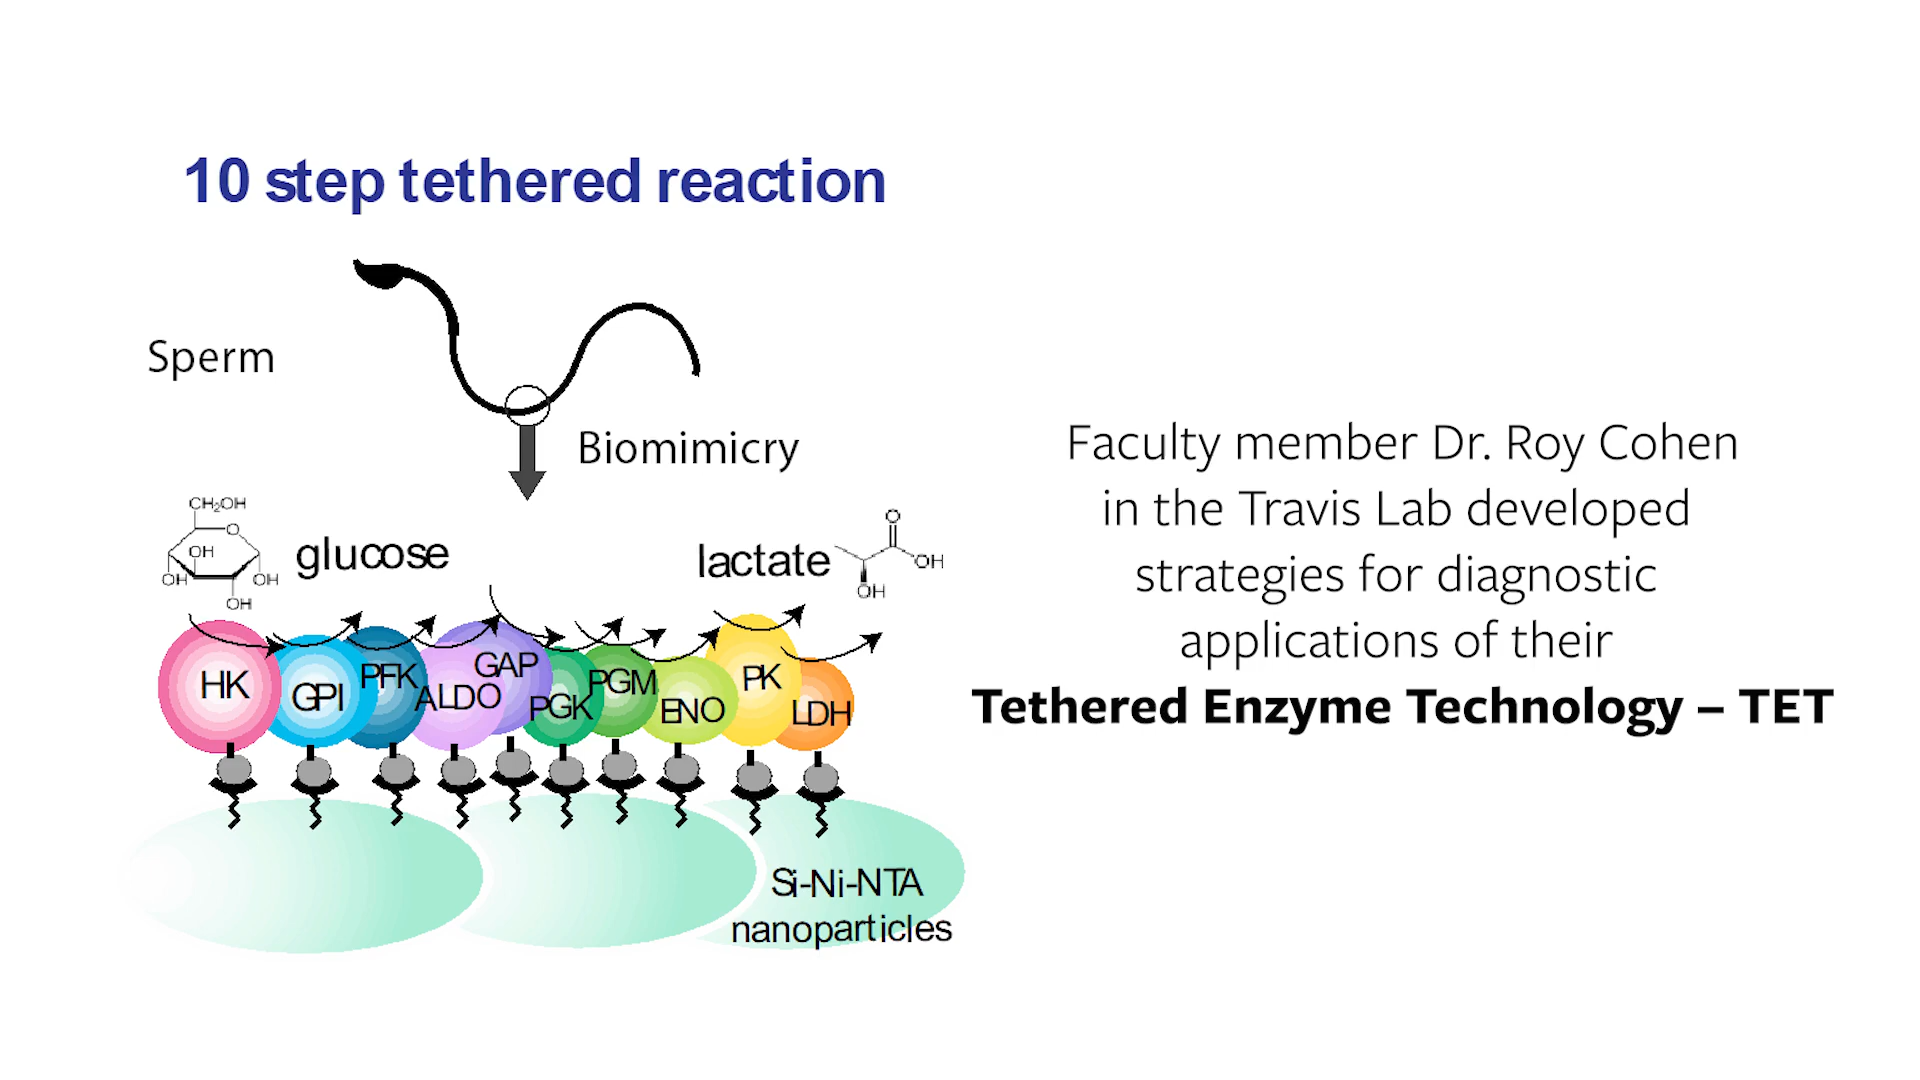 10 step tethered reaction
Sperm
Biomimicry
CH₂OH
O
OH
OH
OH
OH
glucose
lactate
O
OH
OH
HK
GPI
PFK
ALDO
GAP
PGK
PGM
ENO
PK
LDH
Si-Ni-NTA
nanoparticles
Faculty member Dr. Roy Cohen
in the Travis Lab developed
strategies for diagnostic
applications of their
Tethered Enzyme Technology – TET